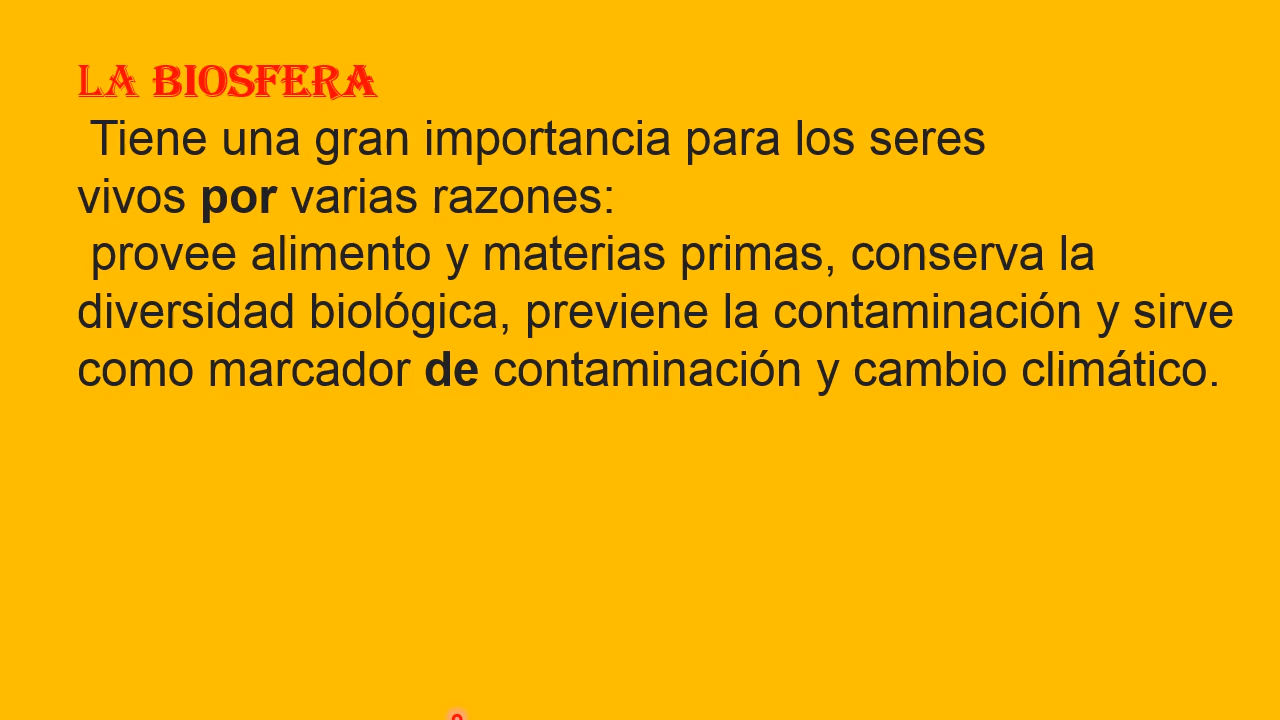 LA BIOSFERA
Tiene una gran importancia para los seres
vivos por varias razones:
provee alimento y materias primas, conserva la
diversidad biológica, previene la contaminación y sirve
como marcador de contaminación y cambio climático.